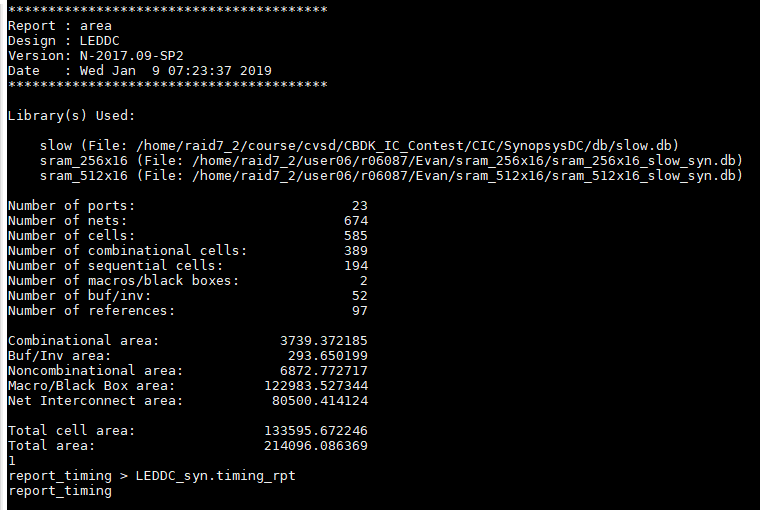 ****************************************
Report : area
Design : LEDDC
Version: N-2017.09-SP2
Date   : Wed Jan  9 07:23:37 2019
****************************************
Library(s) Used:
slow (File: /home/raid7_2/course/cvsd/CBDK_IC_Contest/CIC/SynopsysDC/db/slow.db)
sram_256x16 (File: /home/raid7_2/user06/r06087/Evan/sram_256x16/sram_256x16_slow_syn.db)
sram_512x16 (File: /home/raid7_2/user06/r06087/Evan/sram_512x16/sram_512x16_slow_syn.db)
Number of ports:                           23
Number of nets:                           674
Number of cells:                          585
Number of combinational cells:            389
Number of sequential cells:               194
Number of macros/black boxes:               2
Number of buf/inv:                         52
Number of references:                      97
Combinational area:               3739.372185
Buf/Inv area:                      293.650199
Noncombinational area:            6872.772717
Macro/Black Box area:           122983.527344
Net Interconnect area:           80500.414124
Total cell area:                133595.672246
Total area:                     214096.086369
1
report_timing > LEDDC_syn.timing_rpt
report_timing